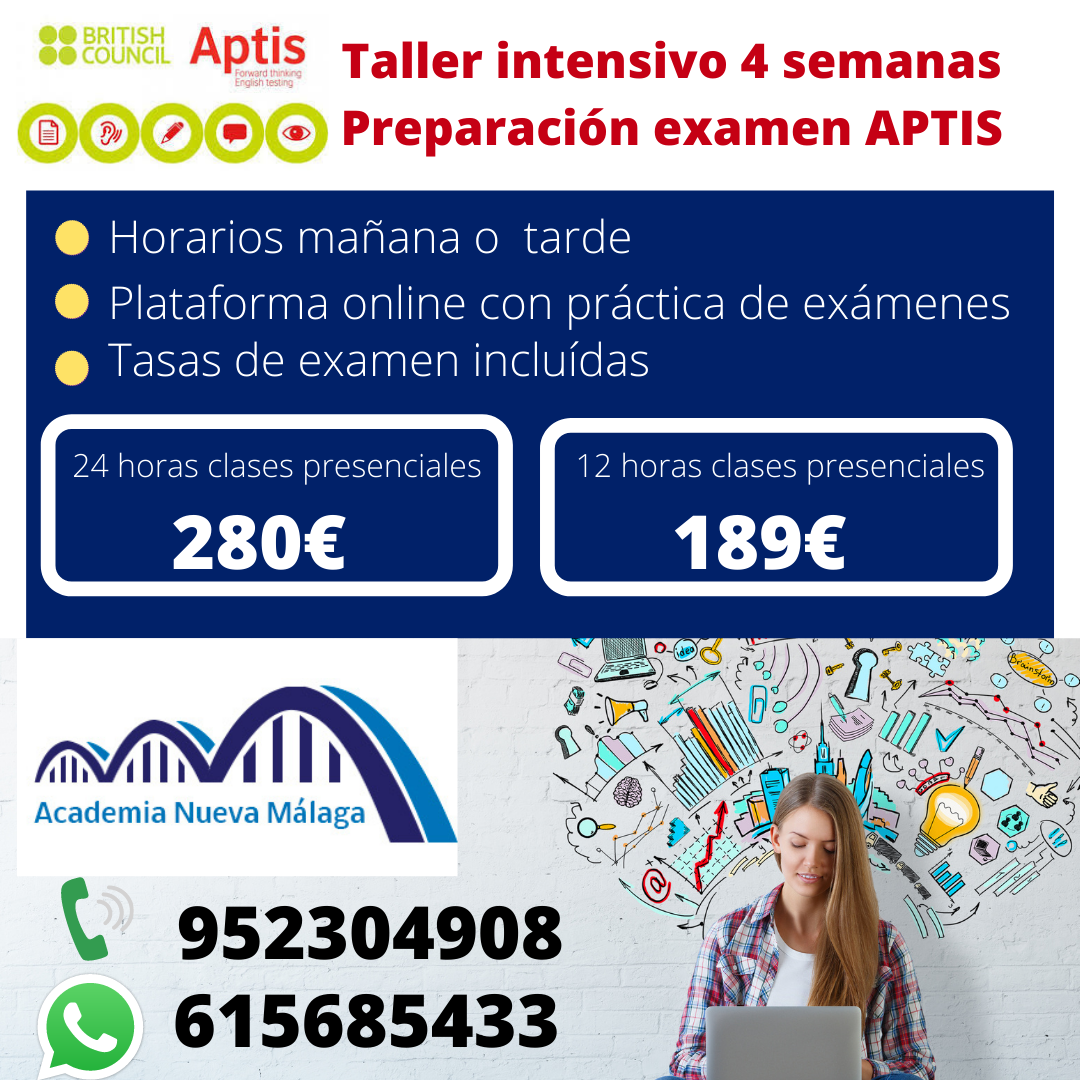 BRITISH
COUNCIL
Aptis
Forward thinking
English testing
Taller intensivo 4 semanas
Preparación examen APTIS
Horarios mañana o tarde
Plataforma online con práctica de exámenes
Tasas de examen incluídas
24 horas clases presenciales
280€
12 horas clases presenciales
189€
Academia Nueva Málaga
952304908
615685433
idea
Brainstorm
@